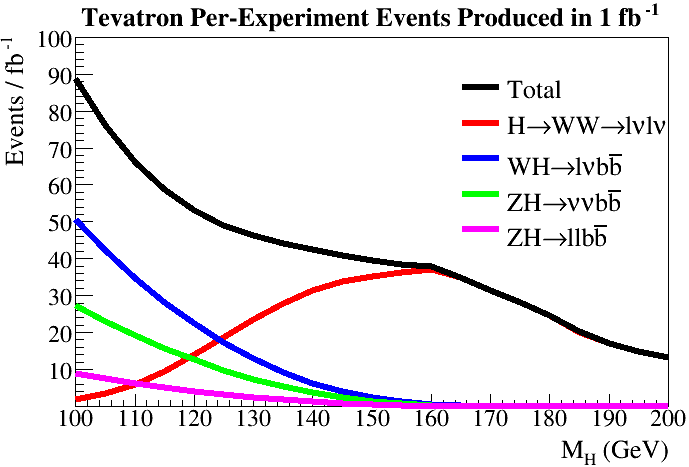 Tevatron Per-Experiment Events Produced in 1 fb⁻¹
Events / fb⁻¹
100
90
80
70
60
50
40
30
20
10
Total
H→WW→lνlν
WH→lνbb̅
ZH→ννbb̅
ZH→llbb̅
100 110 120 130 140 150 160 170 180 190 200
M_H (GeV)